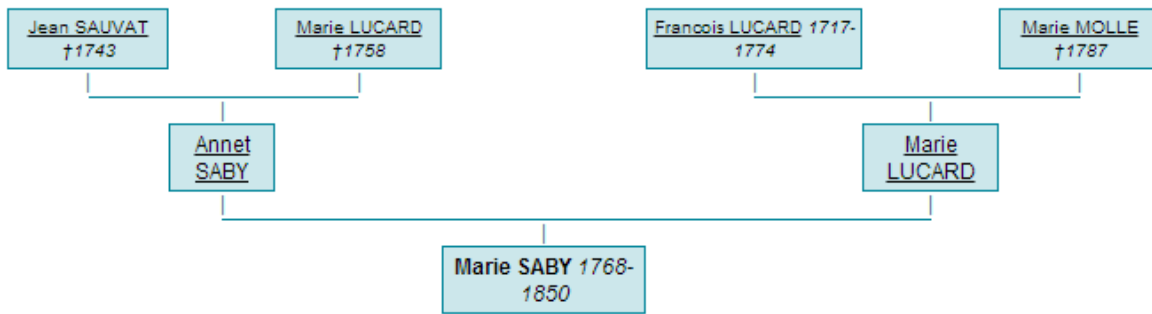 Jean SAUVAT
†1743
Marie LUCARD
†1758
Francois LUCARD 1717-
1774
Marie MOLLE
†1787
Annet
SABY
Marie
LUCARD
Marie SABY 1768-
1850